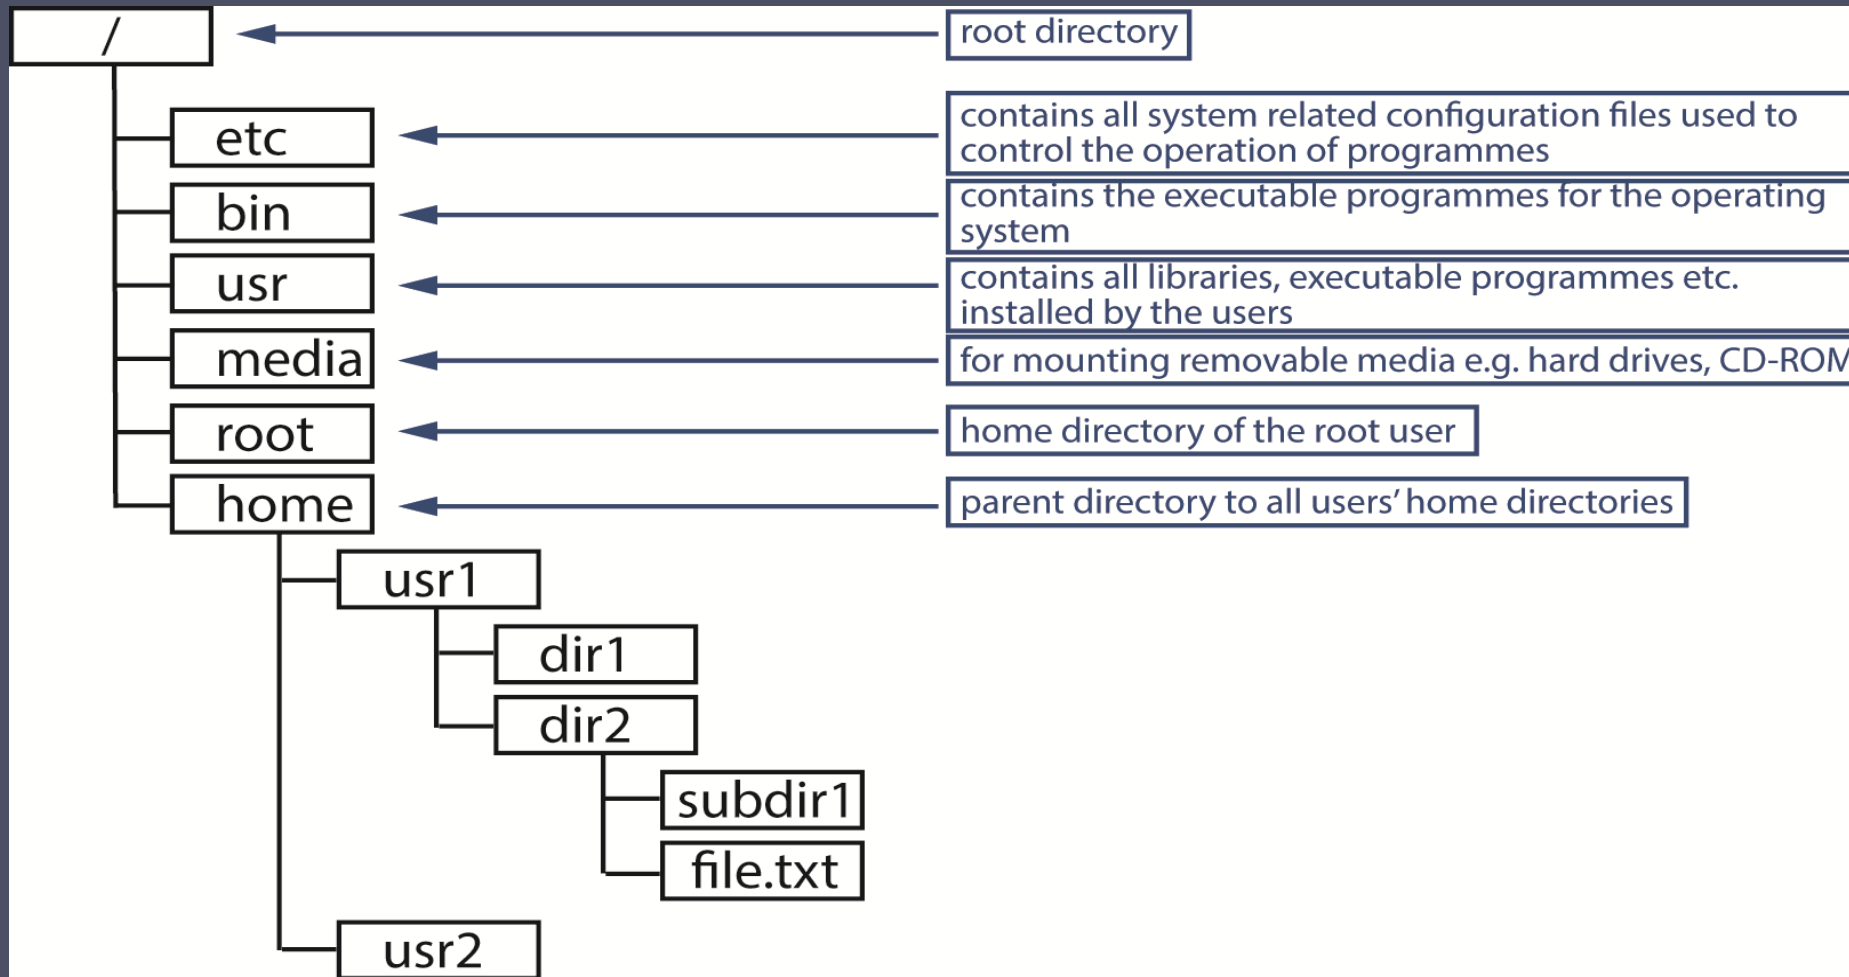 /
root directory
etc
contains all system related configuration files used to
control the operation of programmes
bin
contains the executable programmes for the operating
system
usr
contains all libraries, executable programmes etc.
installed by the users
media
for mounting removable media e.g. hard drives, CD-ROM
root
home directory of the root user
home
parent directory to all users’ home directories
usr1
dir1
dir2
subdir1
file.txt
usr2